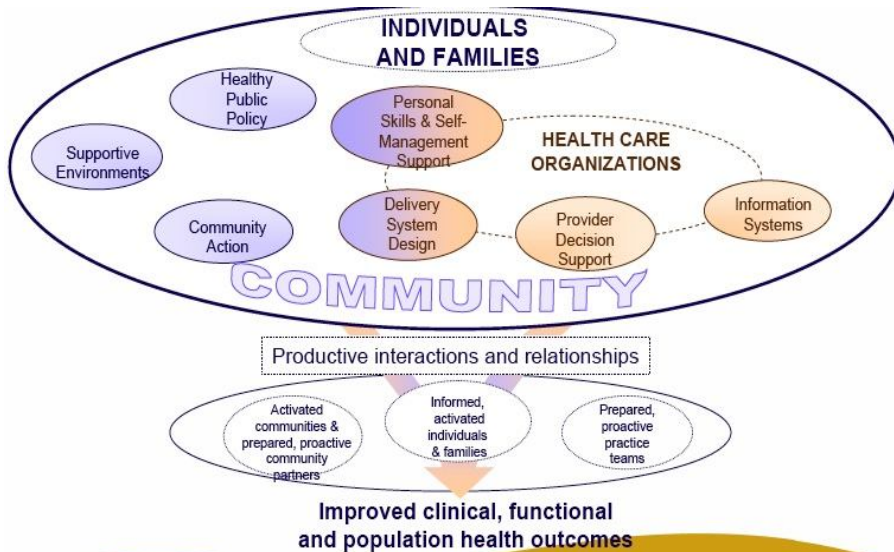 INDIVIDUALS
AND FAMILIES
Healthy
Public
Policy
Personal
Skills & Self-
Management
Support
HEALTH CARE
ORGANIZATIONS
Supportive
Environments
Community
Action
Delivery
System
Design
Provider
Decision
Support
Information
Systems
COMMUNITY
Productive interactions and relationships
Activated
communities &
prepared, proactive
community
partners
Informed,
activated
individuals
& families
Prepared,
proactive
practice
teams
Improved clinical, functional
and population health outcomes